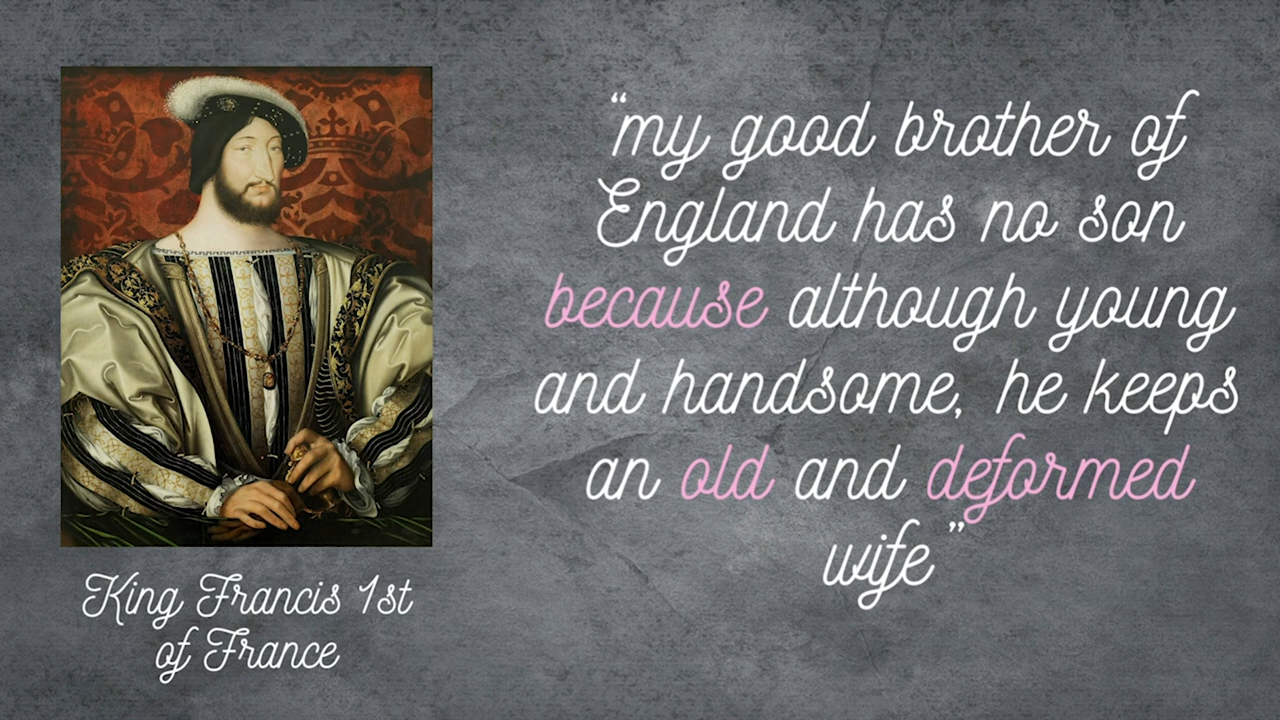 “my good brother of
England has no son
because although young
and handsome, he keeps
an old and deformed
wife”
King Francis 1st
of France